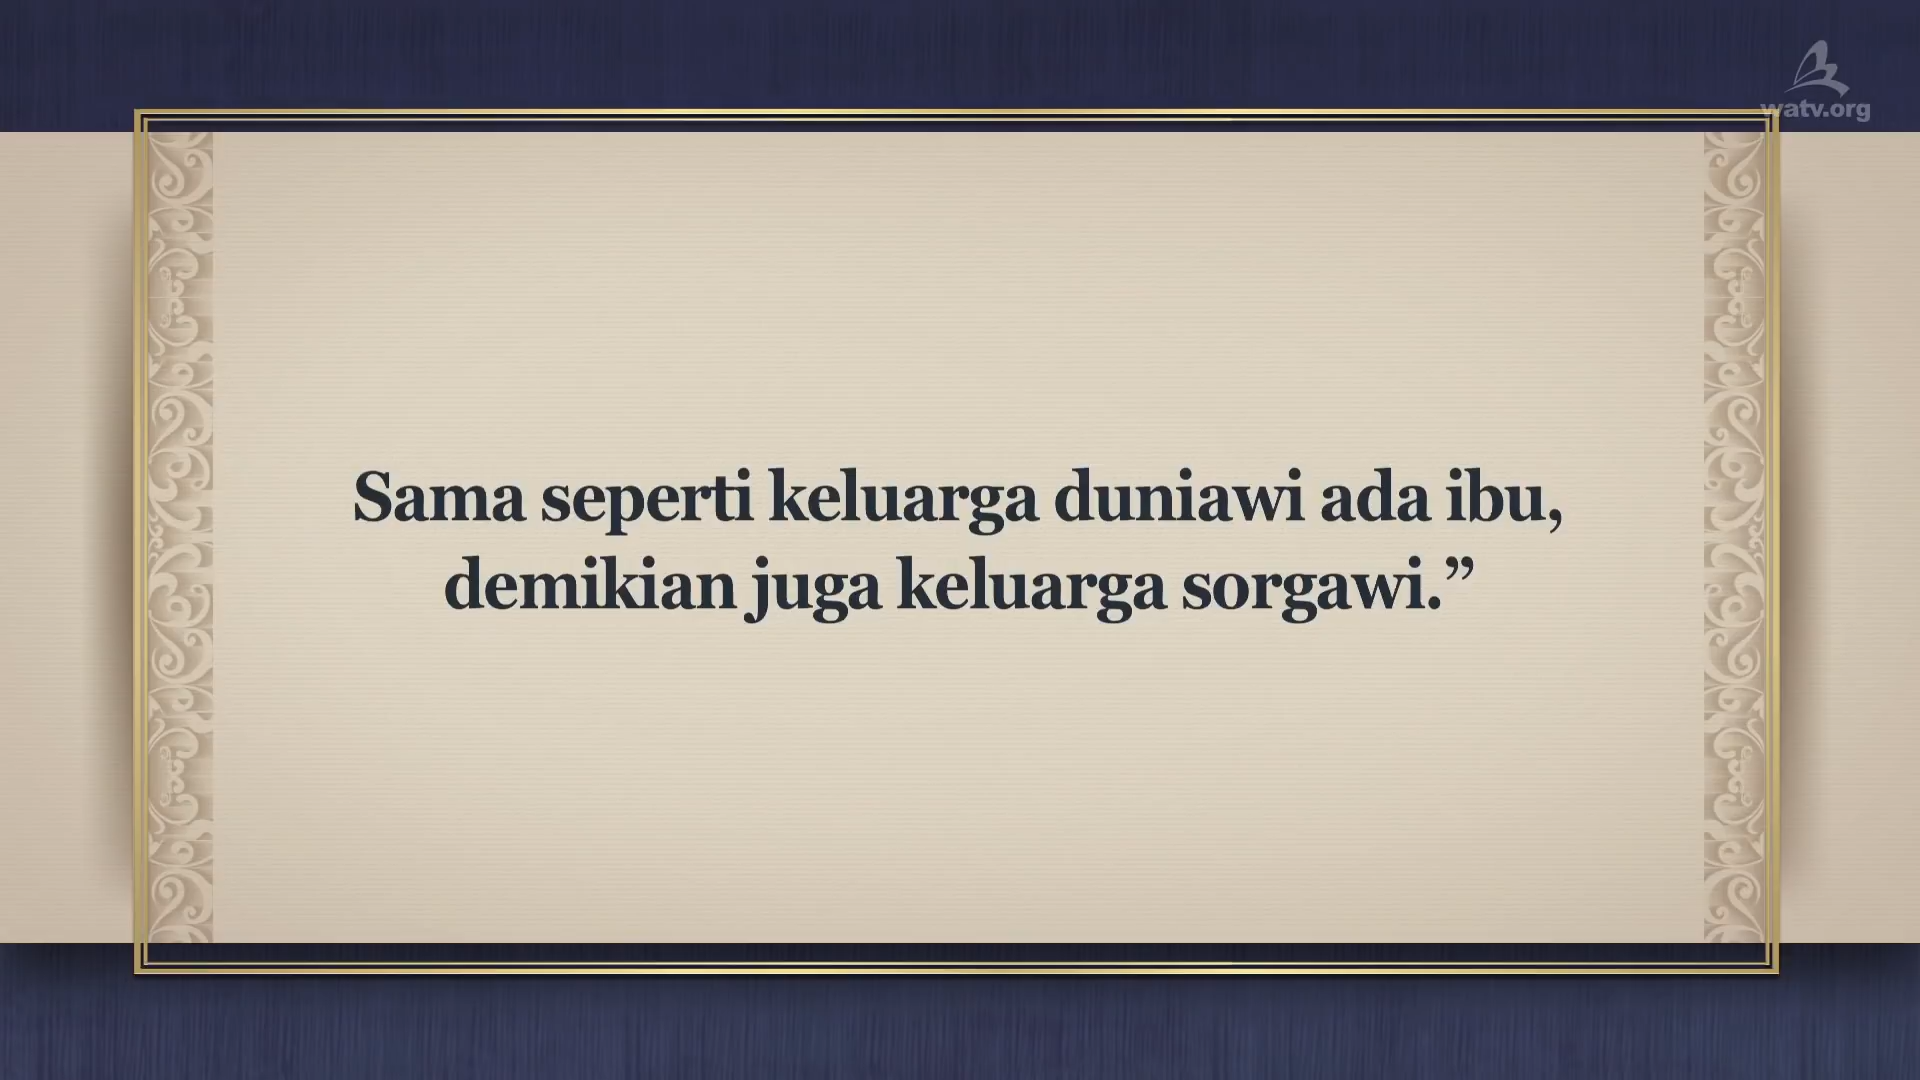 watv.org
Sama seperti keluarga duniawi ada ibu,
demikian juga keluarga sorgawi.”